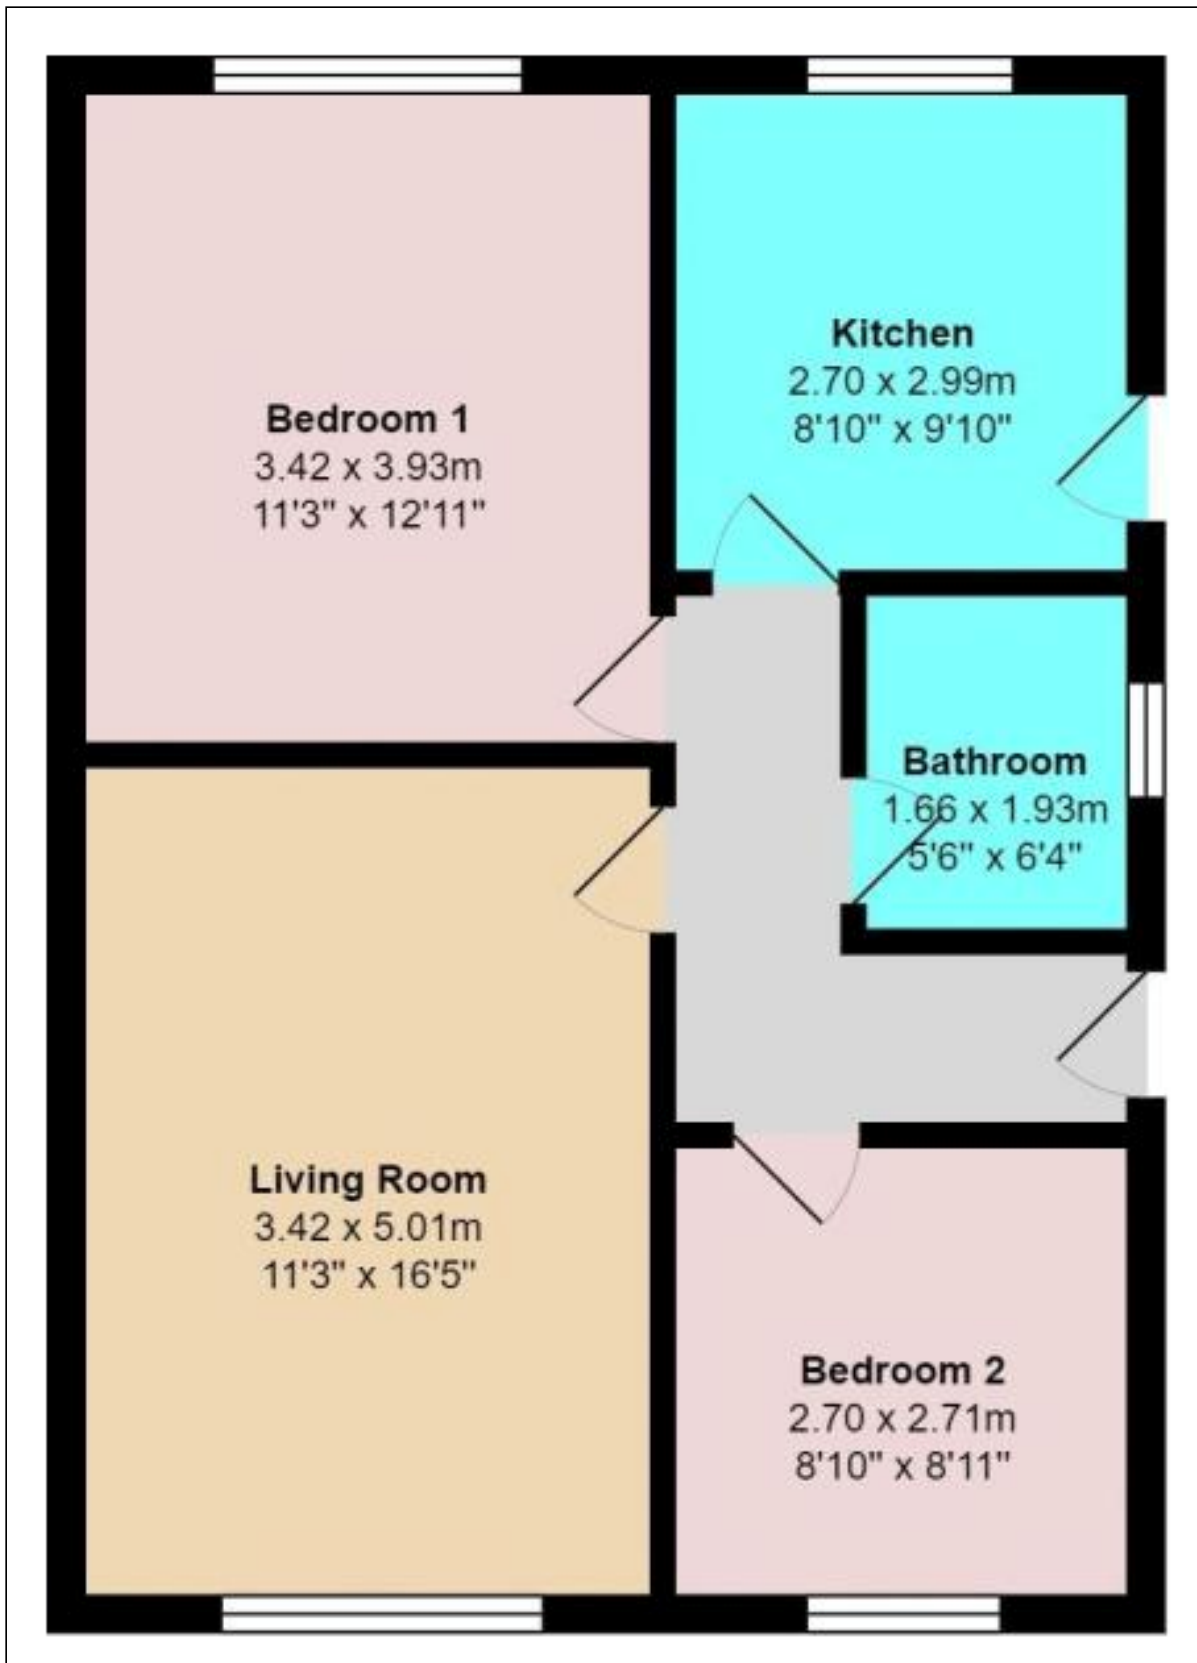 Bedroom 1
3.42 x 3.93m
11'3" x 12'11"
Kitchen
2.70 x 2.99m
8'10" x 9'10"
Bathroom
1.66 x 1.93m
5'6" x 6'4"
Living Room
3.42 x 5.01m
11'3" x 16'5"
Bedroom 2
2.70 x 2.71m
8'10" x 8'11"